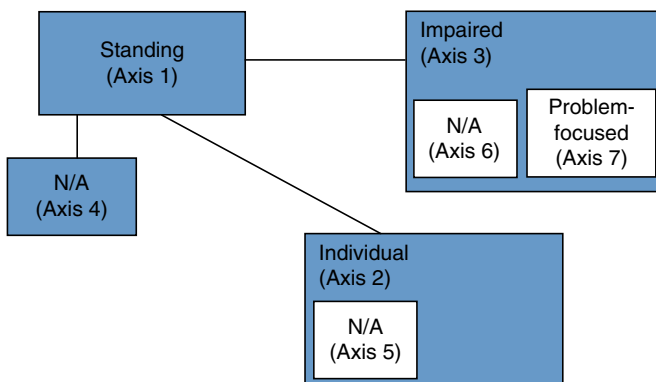 Standing
(Axis 1)
Impaired
(Axis 3)
N/A
(Axis 6)
Problem-
focused
(Axis 7)
N/A
(Axis 4)
Individual
(Axis 2)
N/A
(Axis 5)